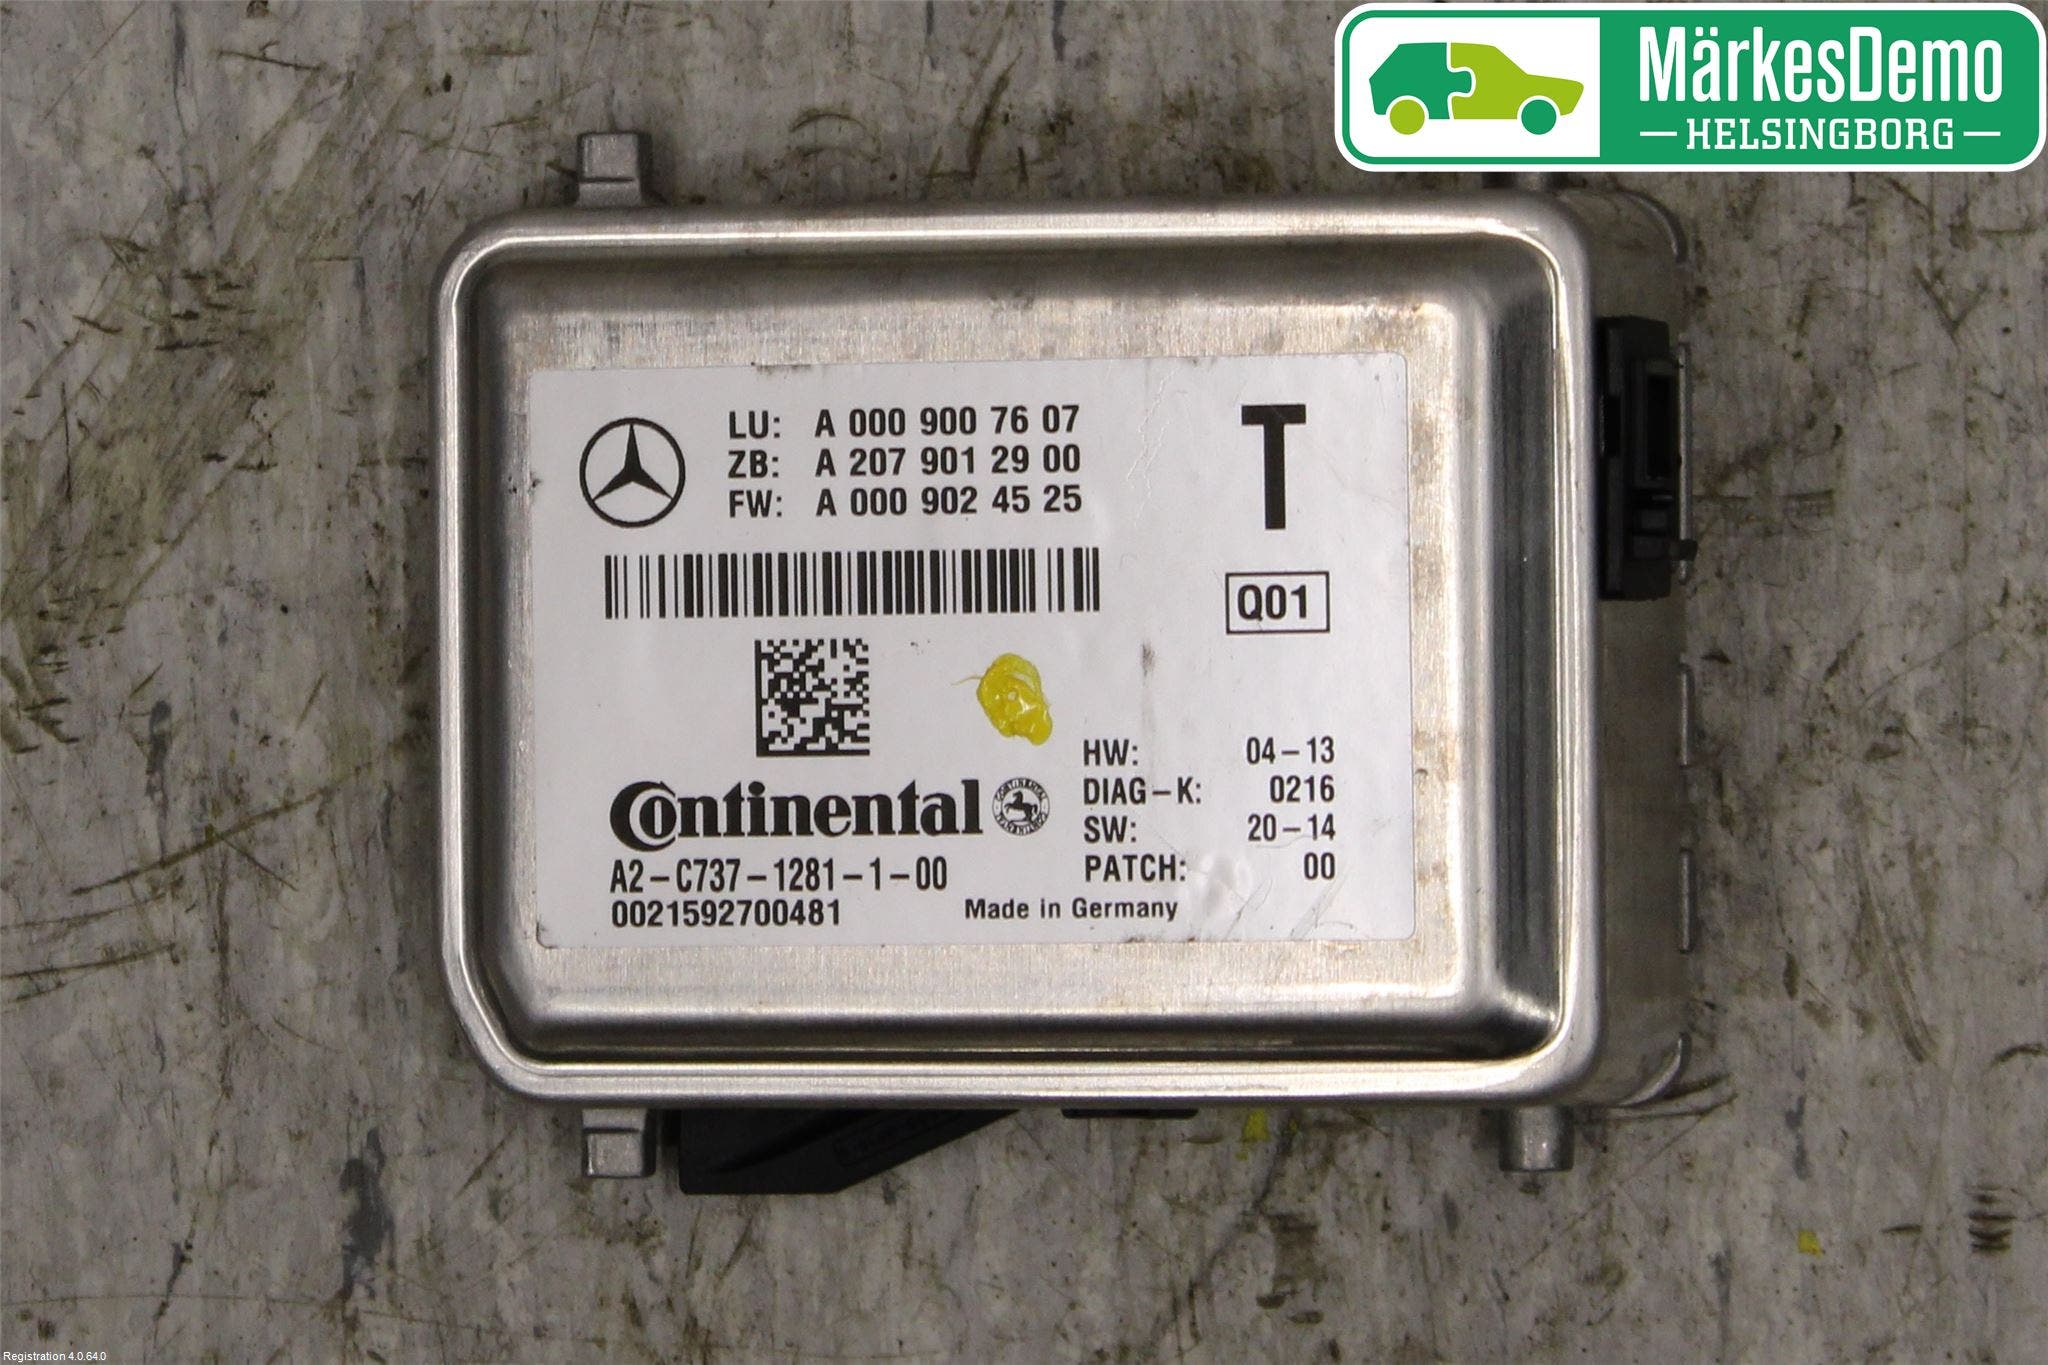 MärkesDemo
HELSINGBORG
LU: A 000 900 76 07
ZB: A 207 901 29 00
FW: A 000 902 45 25
T
Q01
HW: 04-13
DIAG-K: 0216
SW: 20-14
PATCH: 00
Continental
A2-C737-1281-1-00
0021592700481
Made in Germany
Registration 4.0.64.0